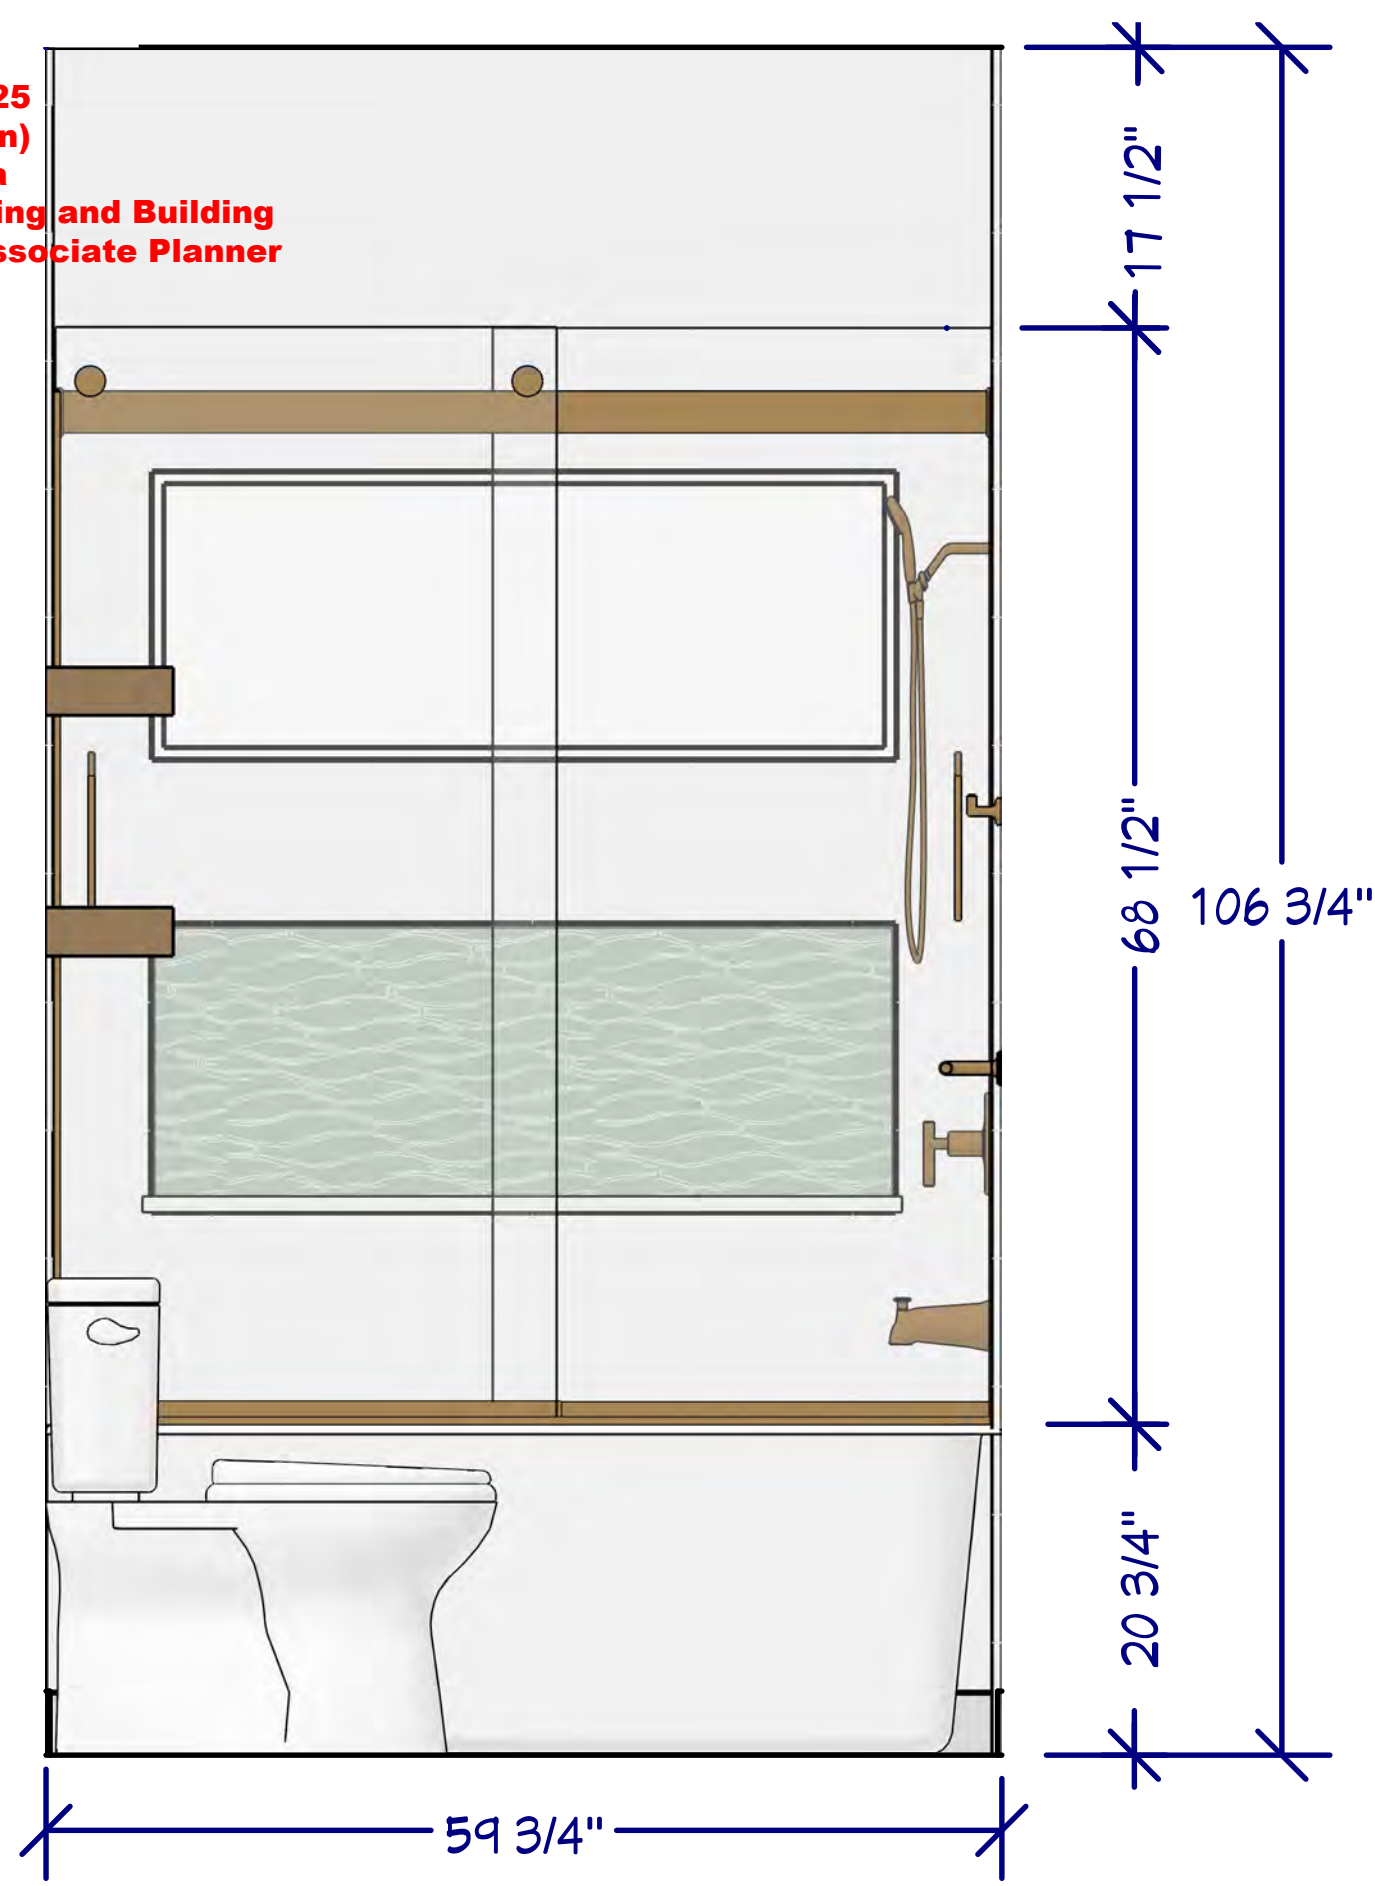 25
n)
a
ing and Building
ssociate Planner
17 1/2"
68 1/2"
106 3/4"
20 3/4"
59 3/4"